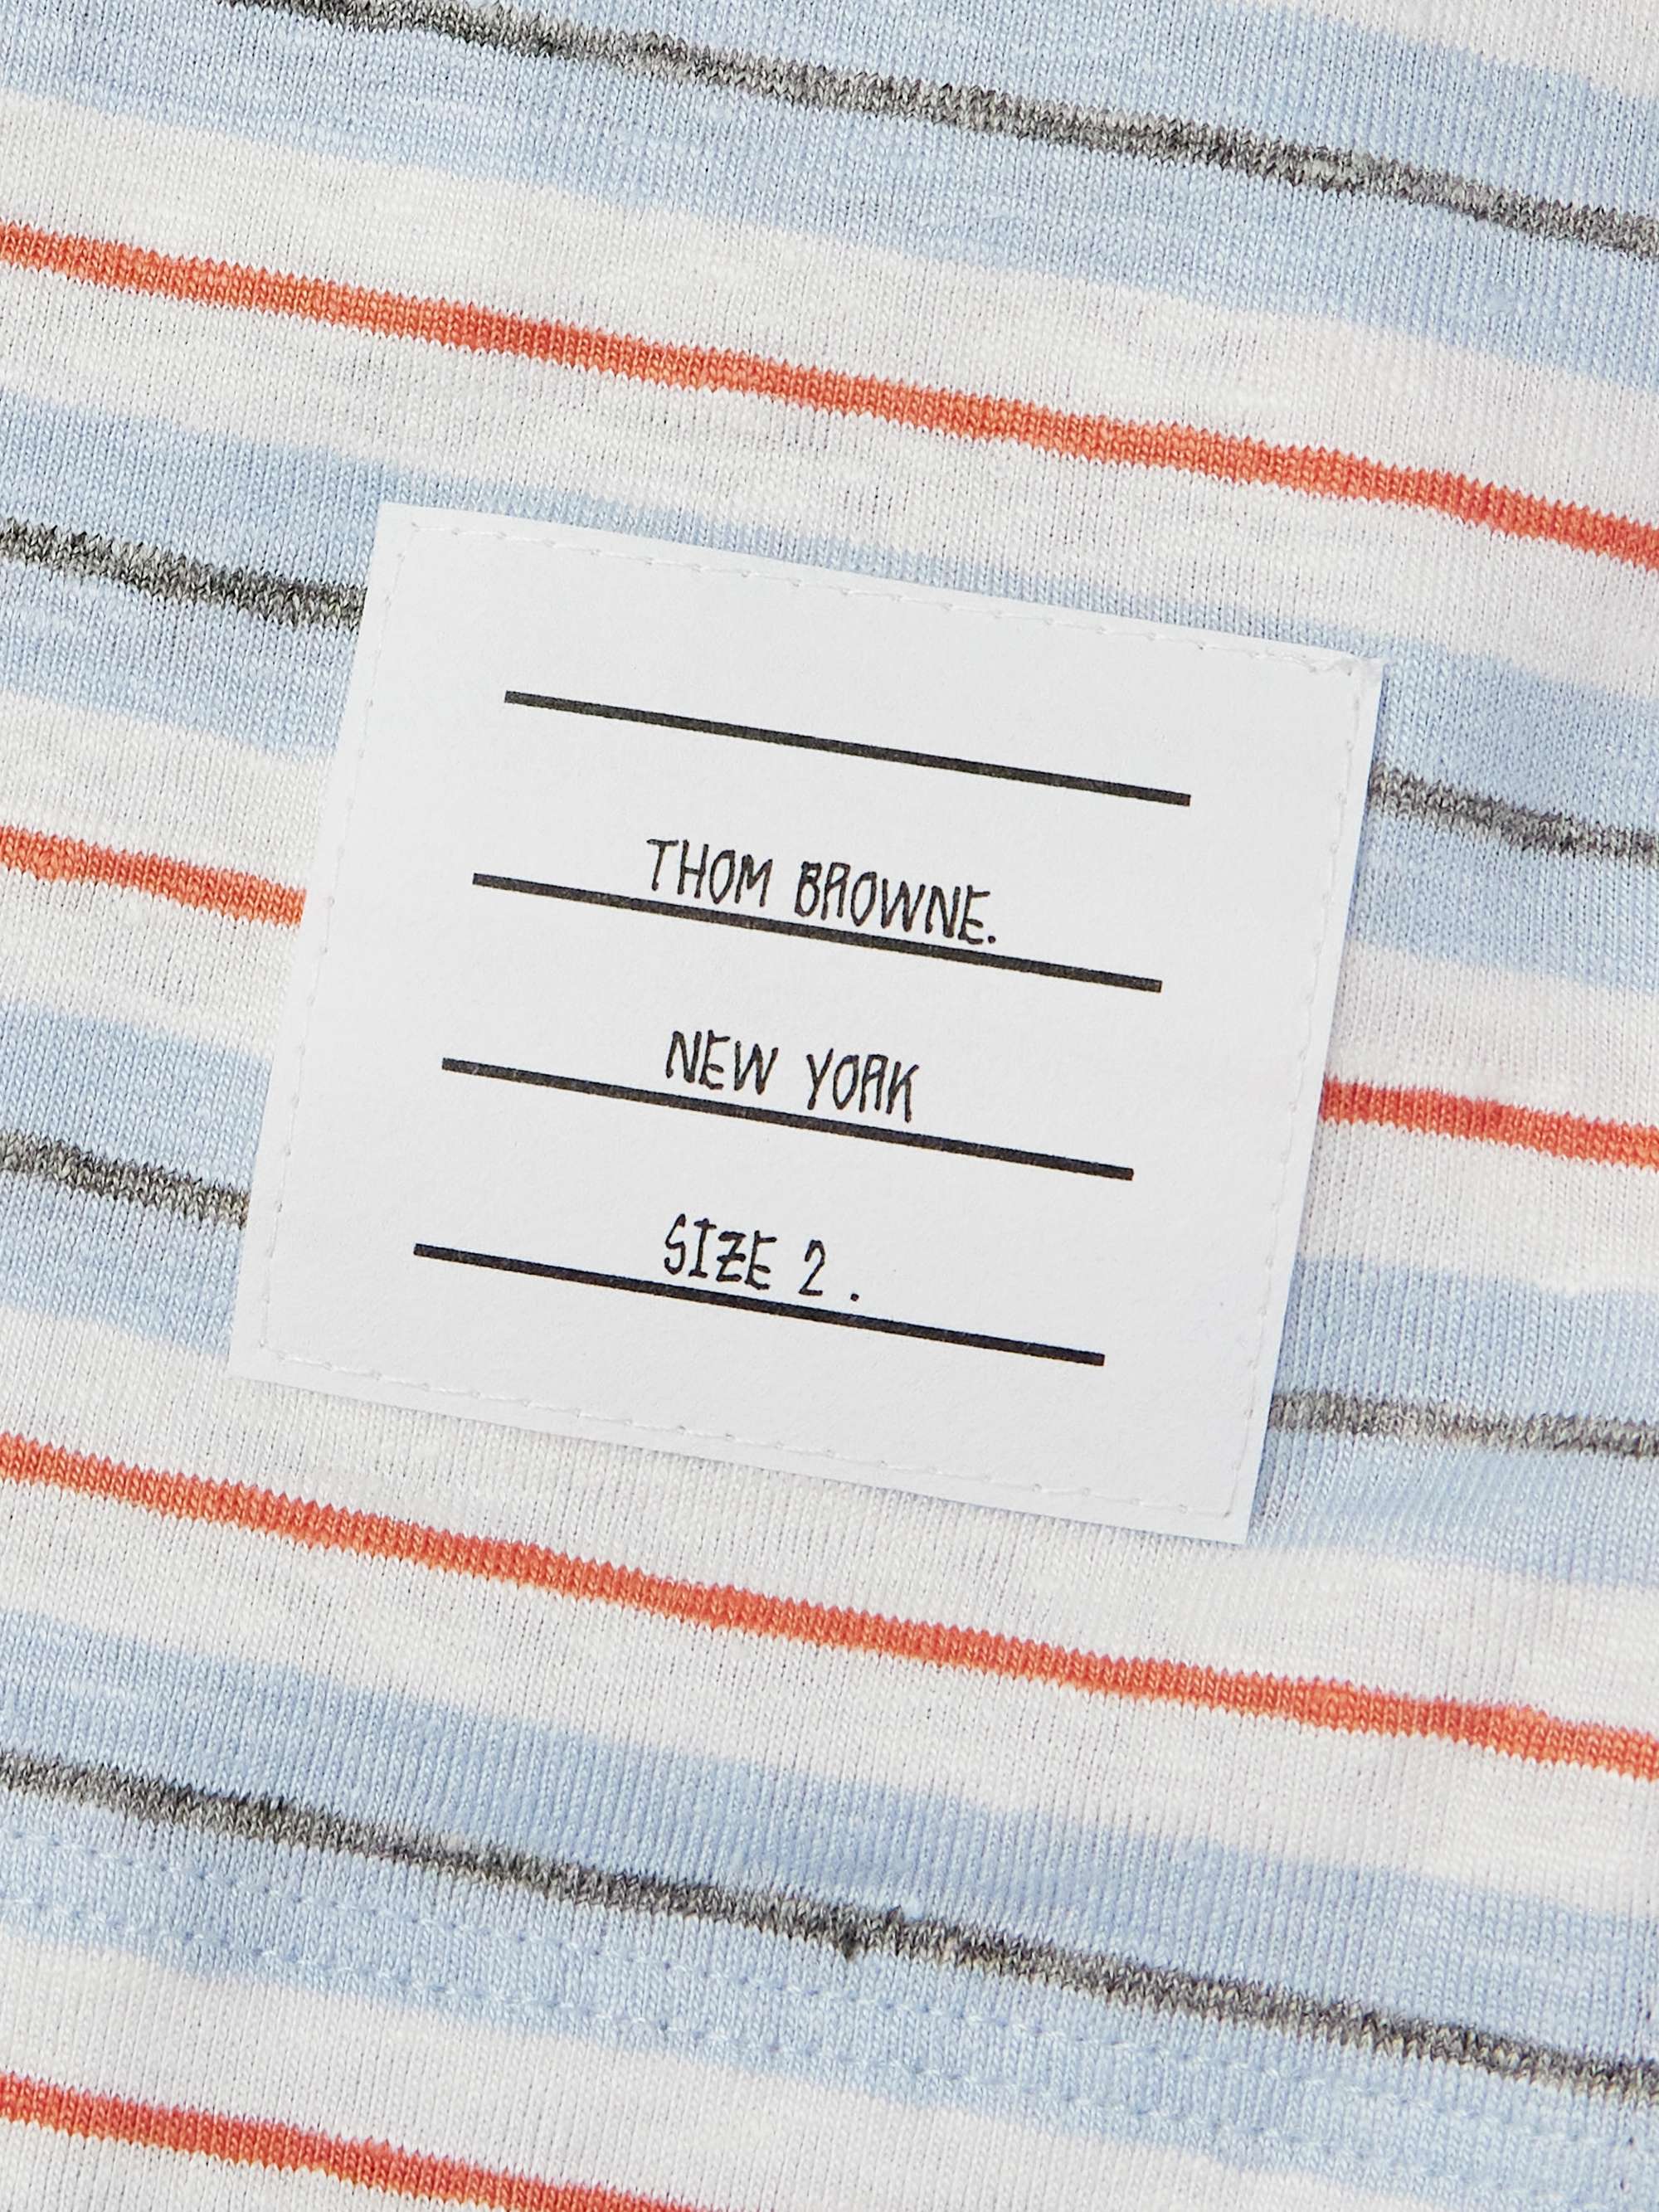 THOM BROWNE.
NEW YORK
SIZE 2 .